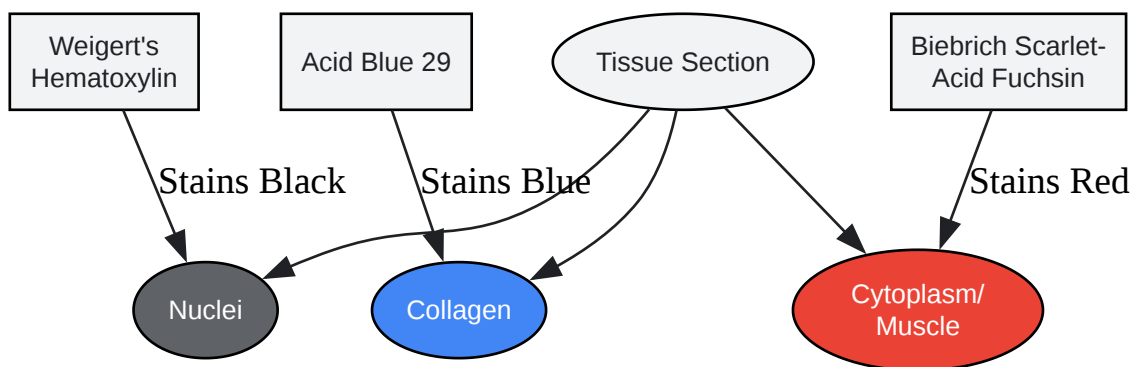 Weigert's
Hematoxylin
Acid Blue 29
Tissue Section
Biebrich Scarlet-
Acid Fuchsin
Stains Black
Stains Blue
Stains Red
Nuclei
Collagen
Cytoplasm/
Muscle